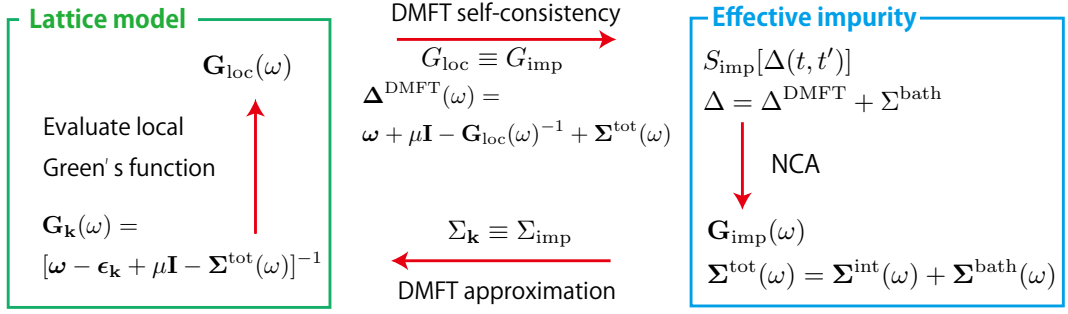 Lattice model
G_loc(ω)
Evaluate local
Green's function
G_k(ω) =
[ω − ϵ_k + μI − Σ^tot(ω)]^−1
DMFT self-consistency
G_loc ≡ G_imp
Δ^DMFT(ω) =
ω + μI − G_loc(ω)^−1 + Σ^tot(ω)
Σ_k ≡ Σ_imp
DMFT approximation
Effective impurity
S_imp[Δ(t, t′)]
Δ = Δ^DMFT + Σ^bath
NCA
G_imp(ω)
Σ^tot(ω) = Σ^int(ω) + Σ^bath(ω)